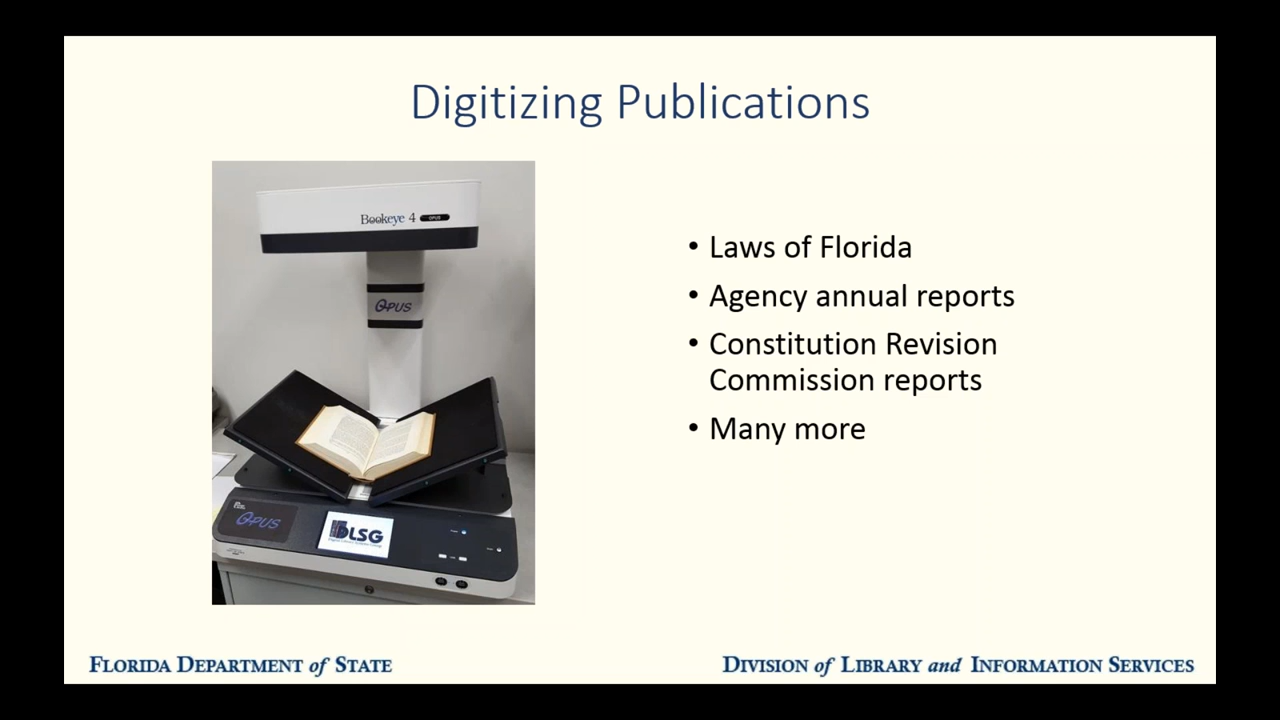 Digitizing Publications
Bookeye 4 OPUS
OPUS
• Laws of Florida
• Agency annual reports
• Constitution Revision
Commission reports
• Many more
OPUS
DLSG
FLORIDA DEPARTMENT of STATE
DIVISION of LIBRARY and INFORMATION SERVICES